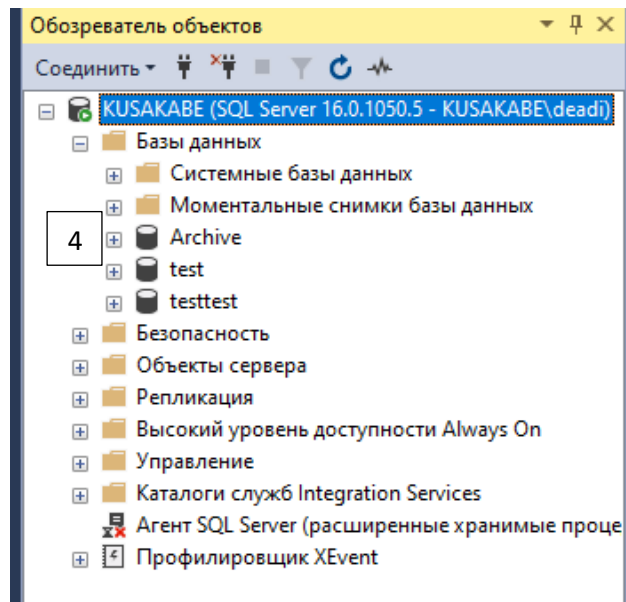 Обозреватель объектов
Соединить
KUSAKABE (SQL Server 16.0.1050.5 - KUSAKABE\deadi)
Базы данных
Системные базы данных
Моментальные снимки базы данных
4 Archive
test
testtest
Безопасность
Объекты сервера
Репликация
Высокий уровень доступности Always On
Управление
Каталоги служб Integration Services
Агент SQL Server (расширенные хранимые проце
Профилировщик XEvent